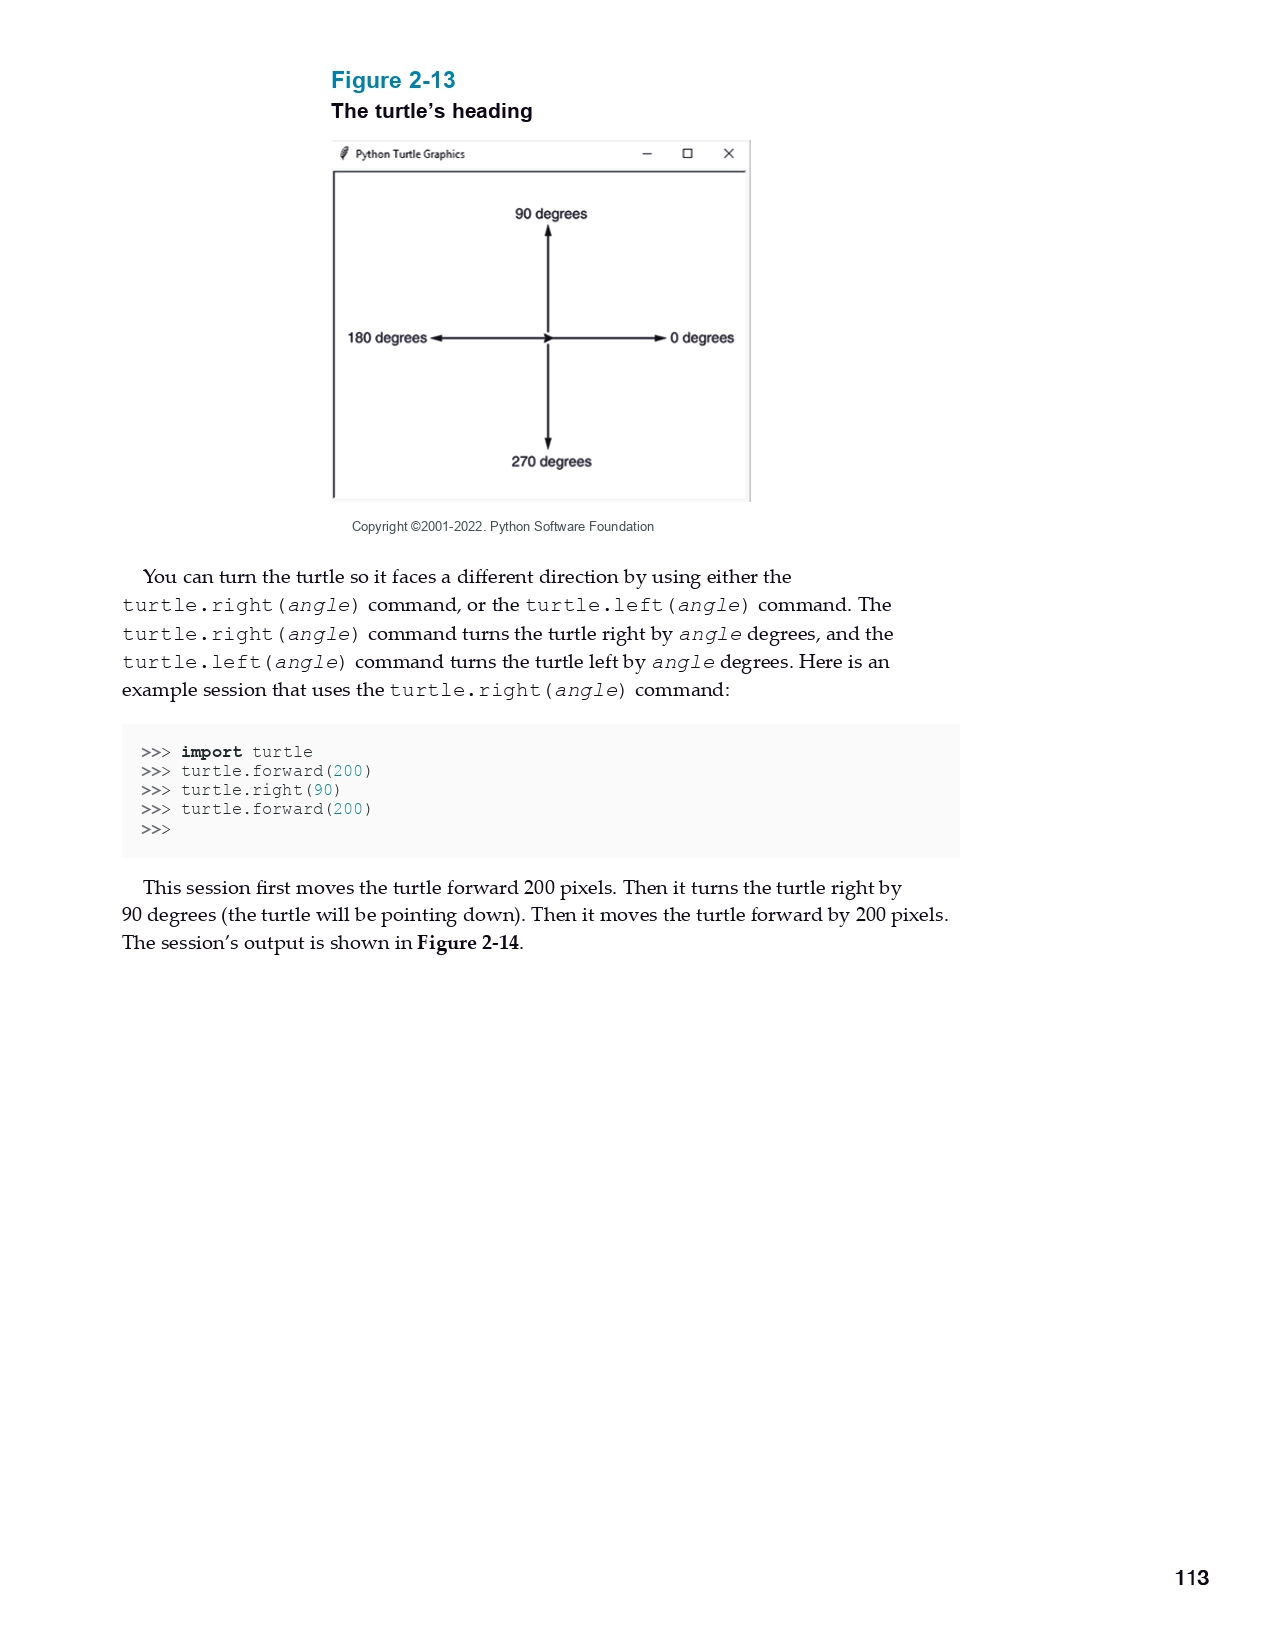 Figure 2-13
The turtle’s heading
Python Turtle Graphics
90 degrees
180 degrees
0 degrees
270 degrees
Copyright ©2001-2022. Python Software Foundation
You can turn the turtle so it faces a different direction by using either the
turtle.right(angle) command, or the turtle.left(angle) command. The
turtle.right(angle) command turns the turtle right by angle degrees, and the
turtle.left(angle) command turns the turtle left by angle degrees. Here is an
example session that uses the turtle.right(angle) command:
>>> import turtle
>>> turtle.forward(200)
>>> turtle.right(90)
>>> turtle.forward(200)
>>>
This session first moves the turtle forward 200 pixels. Then it turns the turtle right by
90 degrees (the turtle will be pointing down). Then it moves the turtle forward by 200 pixels.
The session’s output is shown in Figure 2-14.
113